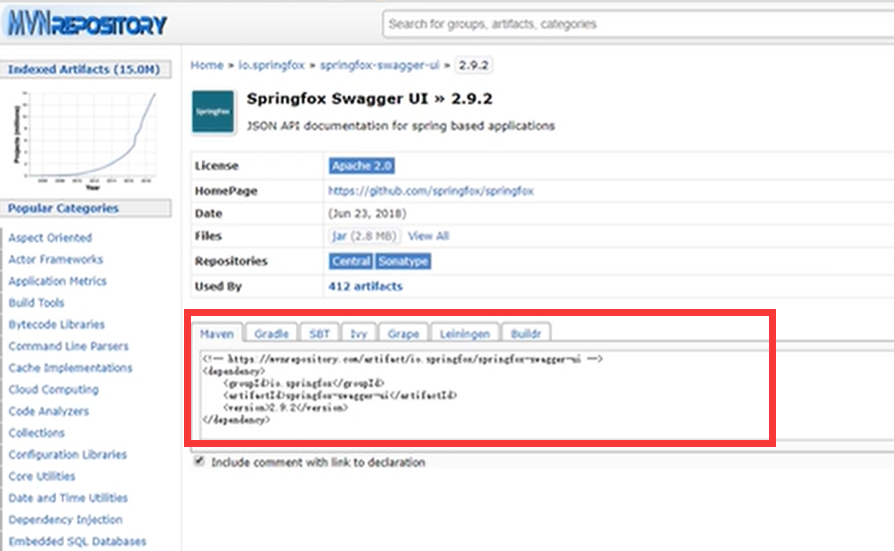 MVNREPOSITORY
Search for groups, artifacts, categories
Indexed Artifacts (15.0M)
Projects (millions)
Year
Popular Categories
Aspect Oriented
Actor Frameworks
Application Metrics
Build Tools
Bytecode Libraries
Command Line Parsers
Cache Implementations
Cloud Computing
Code Analyzers
Collections
Configuration Libraries
Core Utilities
Date and Time Utilities
Dependency Injection
Embedded SQL Databases
Home » io.springfox » springfox-swagger-ui » 2.9.2
SpringFox
Springfox Swagger UI » 2.9.2
JSON API documentation for spring based applications
License Apache 2.0
HomePage https://github.com/springfox/springfox
Date (Jun 23, 2018)
Files jar (2.8 MB) View All
Repositories Central Sonatype
Used By 412 artifacts
Maven Gradle SBT Ivy Grape Leiningen Buildr
<!-- https://mvnrepository.com/artifact/io.springfox/springfox-swagger-ui -->
<dependency>
<groupId>io.springfox</groupId>
<artifactId>springfox-swagger-ui</artifactId>
<version>2.9.2</version>
</dependency>
Include comment with link to declaration